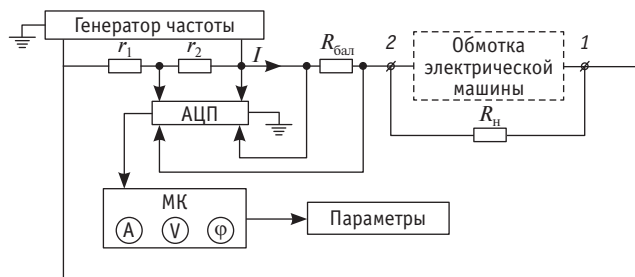 Генератор частоты
r1
r2
I
Rбал
2
Обмотка
электрической
машины
1
АЦП
Rн
МК
A
V
φ
Параметры